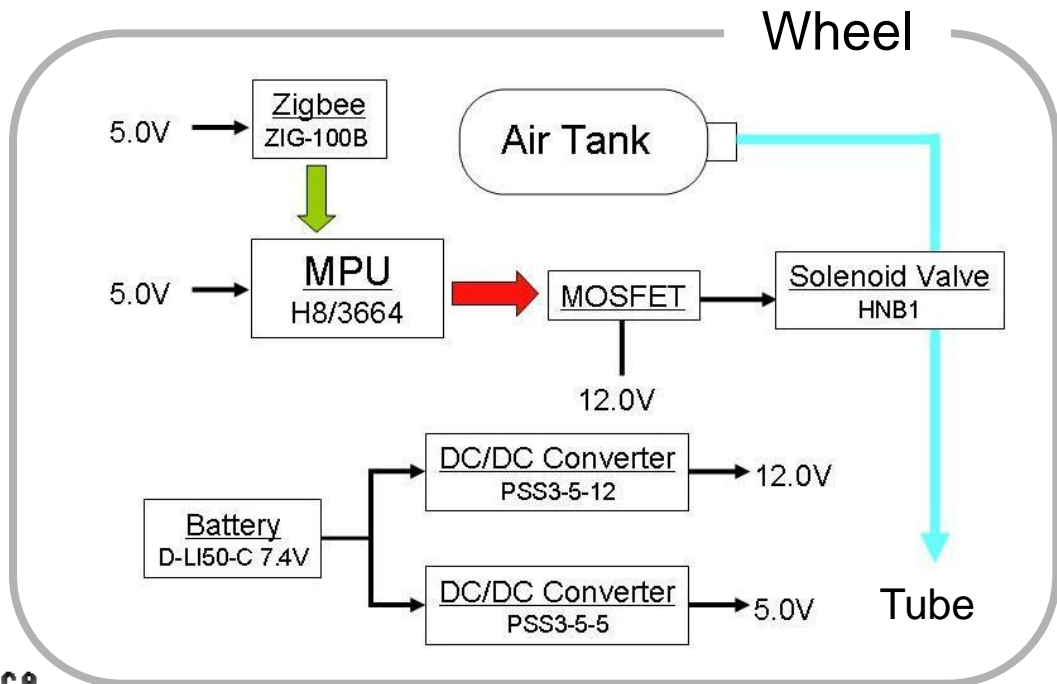 Wheel
Zigbee
ZIG-100B
5.0V
Air Tank
MPU
H8/3664
5.0V
MOSFET
Solenoid Valve
HNB1
12.0V
DC/DC Converter
PSS3-5-12
12.0V
Battery
D-LI50-C 7.4V
DC/DC Converter
PSS3-5-5
5.0V
Tube